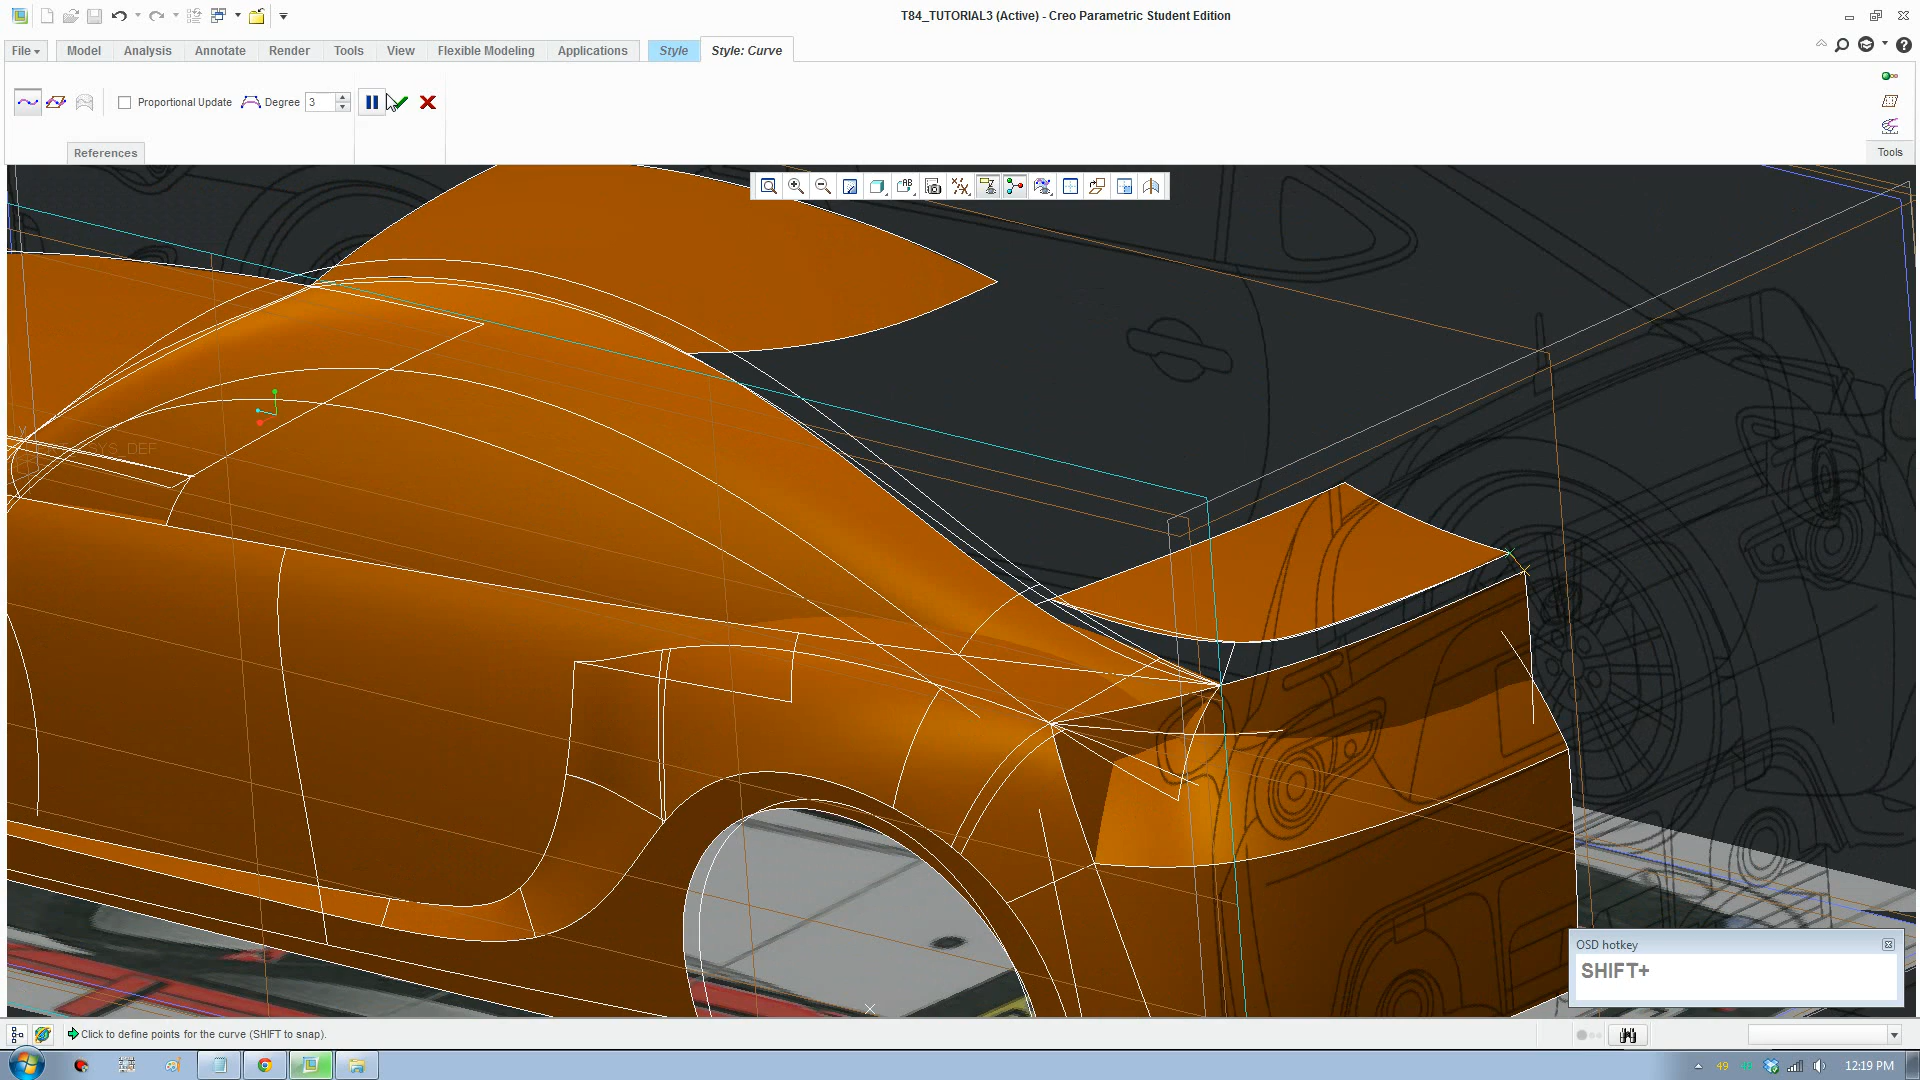 T84_TUTORIAL3 (Active) - Creo Parametric Student Edition
File Model Analysis Annotate Render Tools View Flexible Modeling Applications Style Style: Curve
Proportional Update Degree 3
References
Tools
SYS_DEF
OSD hotkey
SHIFT+
Click to define points for the curve (SHIFT to snap).
49
12:19 PM